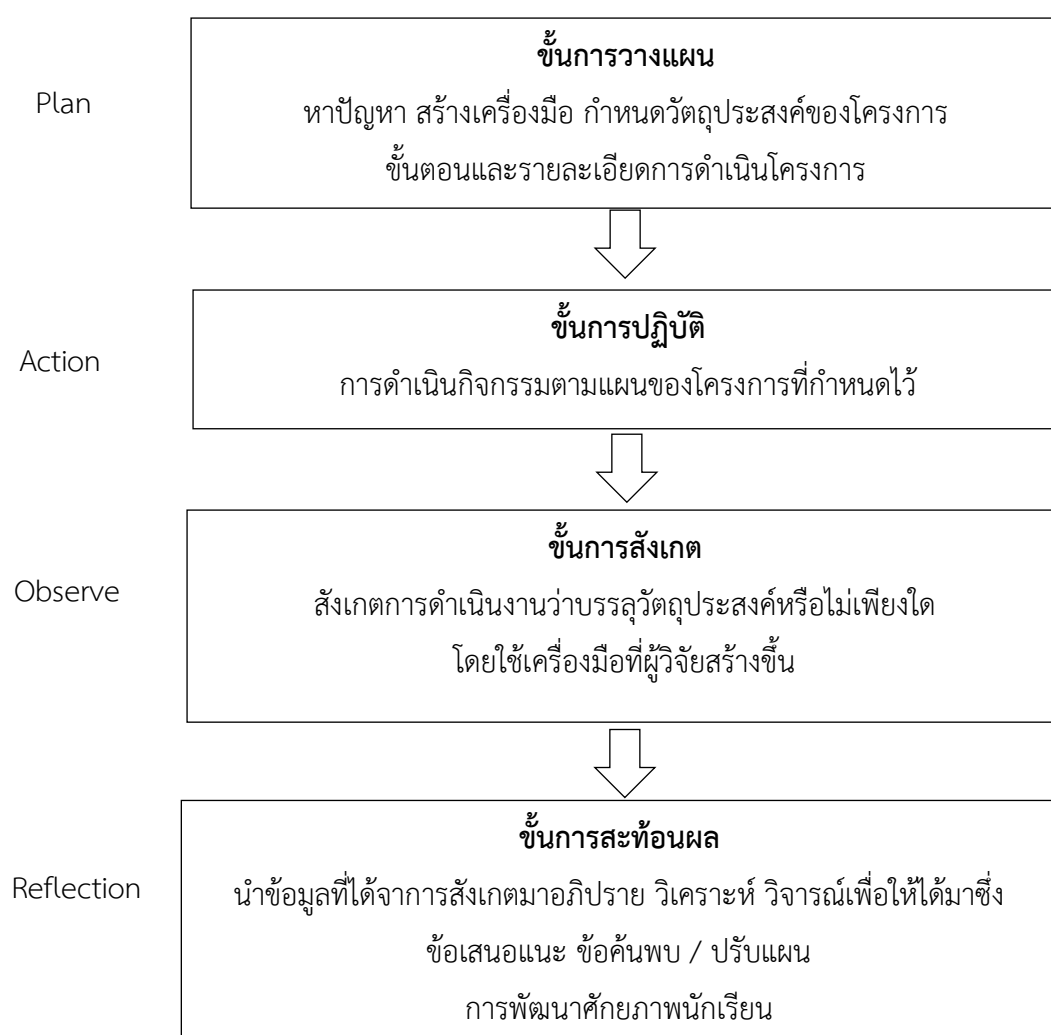 ขั้นการวางแผน
Plan
หาปัญหา สร้างเครื่องมือ กำหนดวัตถุประสงค์ของโครงการ
ขั้นตอนและรายละเอียดการดำเนินโครงการ
ขั้นการปฏิบัติ
Action
การดำเนินกิจกรรมตามแผนของโครงการที่กำหนดไว้
ขั้นการสังเกต
Observe
สังเกตการดำเนินงานว่าบรรลุวัตถุประสงค์หรือไม่เพียงใด
โดยใช้เครื่องมือที่ผู้วิจัยสร้างขึ้น
ขั้นการสะท้อนผล
Reflection
นำข้อมูลที่ได้จาการสังเกตมาอภิปราย วิเคราะห์ วิจารณ์เพื่อให้ได้มาซึ่ง
ข้อเสนอแนะ ข้อค้นพบ / ปรับแผน
การพัฒนาศักยภาพนักเรียน